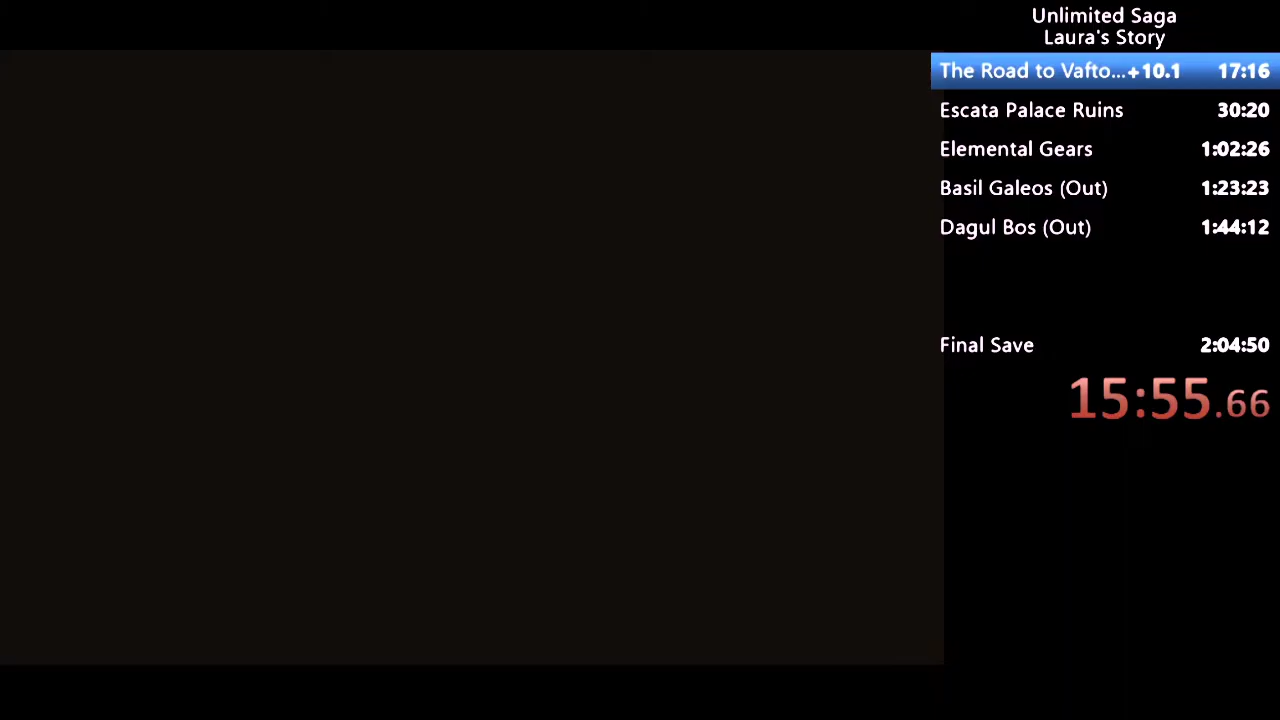 Unlimited Saga
Laura's Story
The Road to Vafto...+10.1 17:16
Escata Palace Ruins 30:20
Elemental Gears 1:02:26
Basil Galeos (Out) 1:23:23
Dagul Bos (Out) 1:44:12
Final Save 2:04:50
15:55.66